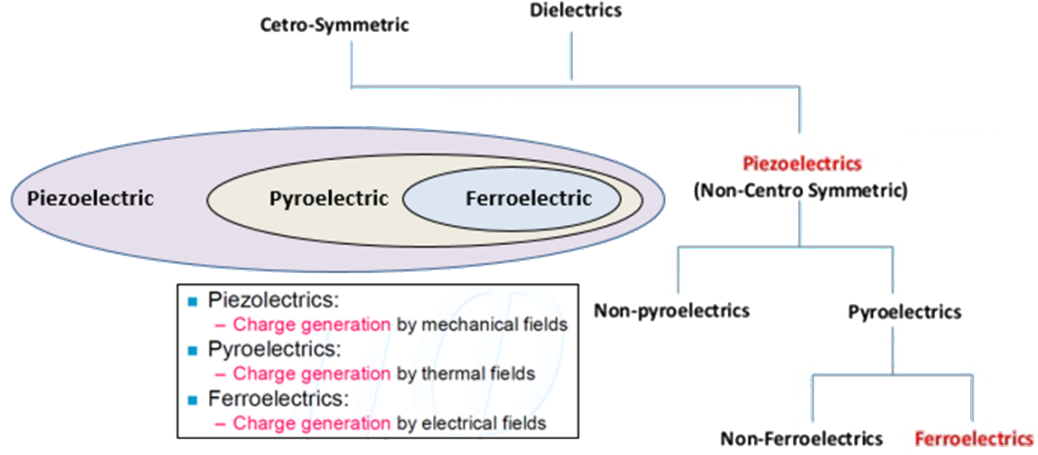 Cetro-Symmetric
Dielectrics
Piezoelectrics
(Non-Centro Symmetric)
Piezoelectric
Pyroelectric
Ferroelectric
Non-pyroelectrics
Pyroelectrics
Non-Ferroelectrics
Ferroelectrics
Piezolectrics:
– Charge generation by mechanical fields
Pyroelectrics:
– Charge generation by thermal fields
Ferroelectrics:
– Charge generation by electrical fields